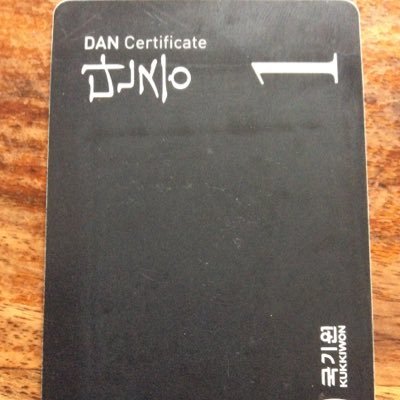 DAN Certificate
단증
1
국기원
KUKKIWON